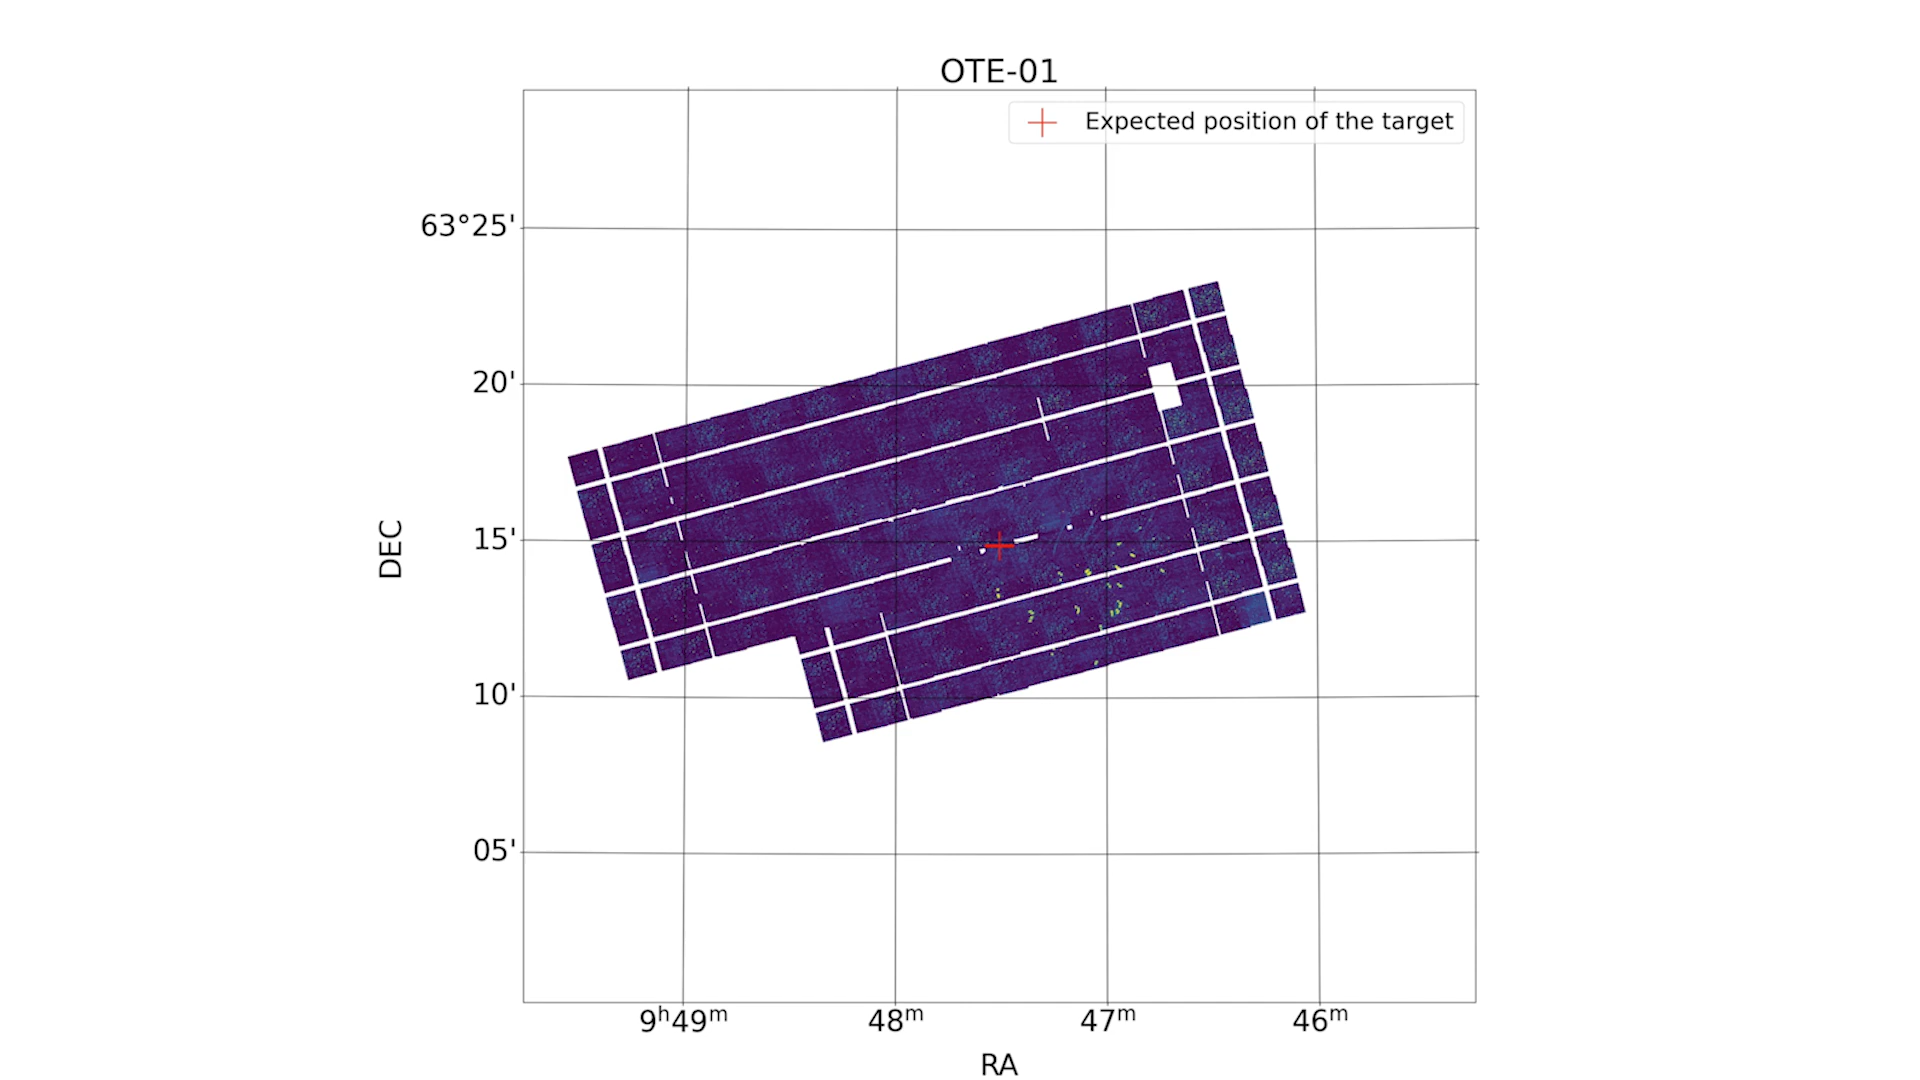 OTE-01
Expected position of the target
63°25'
20'
15'
10'
05'
DEC
9ʰ49ᵐ
48ᵐ
47ᵐ
46ᵐ
RA